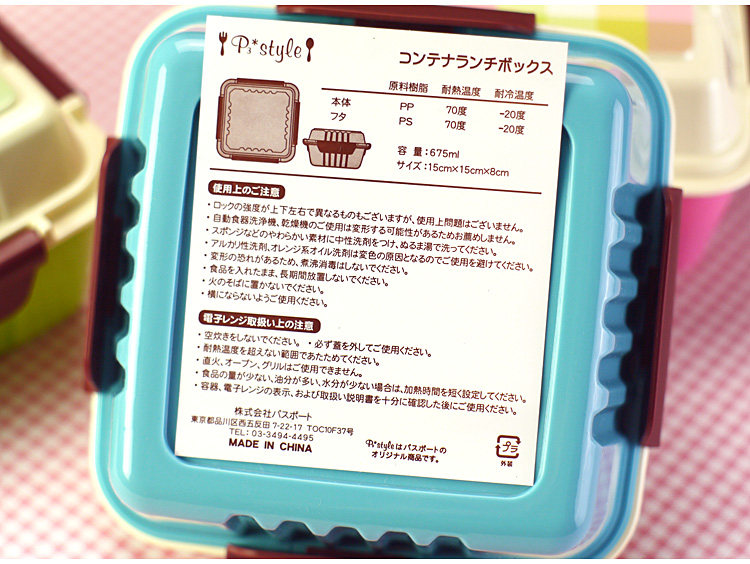 P3*style
コンテナランチボックス
原料樹脂 耐熱温度 耐冷温度
本体 PP 70度 -20度
フタ PS 70度 -20度
容 量：675ml
サイズ：15cm×15cm×8cm
使用上のご注意
・ロックの強度が上下左右で異なるものもございますが、使用上問題はございません。
・自動食器洗浄機、乾燥機のご使用は変形する可能性があるためお薦めしません。
・スポンジなどのやわらかい素材に中性洗剤をつけ、ぬるま湯で洗ってください。
・アルカリ性洗剤、オレンジ系オイル洗剤は変色の原因となるのでご使用を避けてください。
・変形の恐れがあるため、煮沸消毒はしないでください。
・食品を入れたまま、長期間放置しないでください。
・火のそばに置かないでください。
・横にならないようご使用ください。
電子レンジ取扱い上の注意
・空炊きをしないでください。 ・必ず蓋を外してご使用ください。
・耐熱温度を超えない範囲であたためてください。
・直火、オーブン、グリルはご使用できません。
・食品の量が少ない、油分が多い、水分が少ない場合は、加熱時間を短く設定してください。
・容器、電子レンジの表示、および取扱い説明書を十分に確認した後にご使用ください。
株式会社パスポート
東京都品川区西五反田 7-22-17 TOC10F37号
TEL: 03-3494-4495
MADE IN CHINA
P3*styleはパスポートの
オリジナル商品です。
プラ
外装